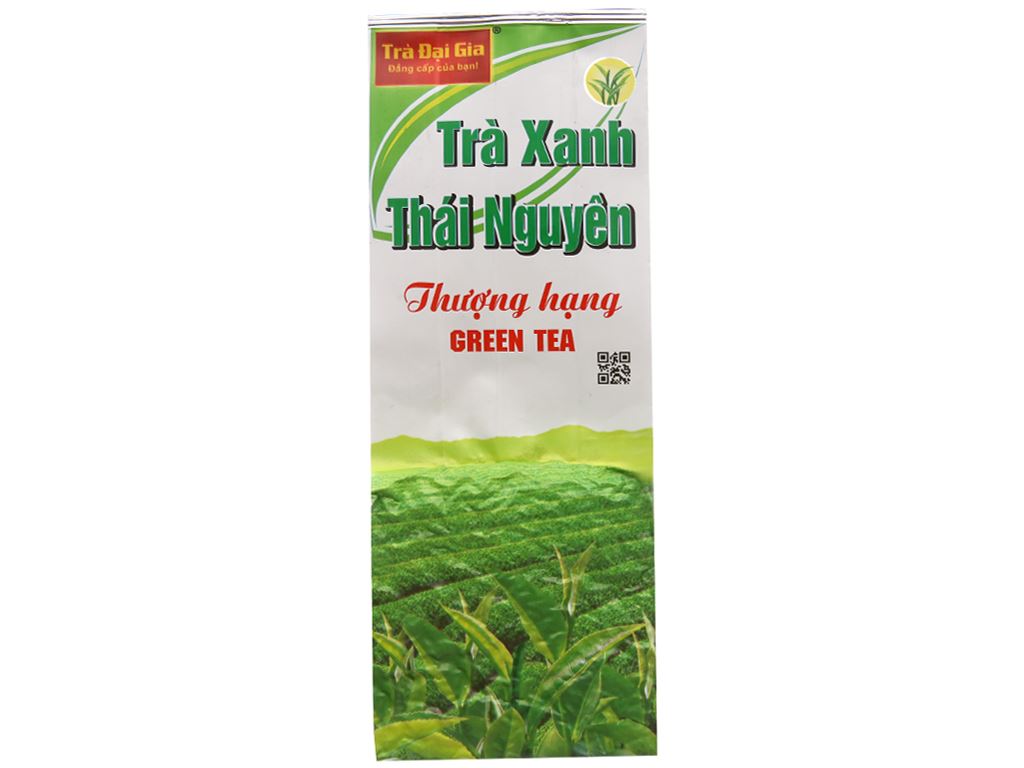 Trà Đại Gia ®
Đẳng cấp của bạn!
Trà Xanh
Thái Nguyên
Thượng hạng
GREEN TEA